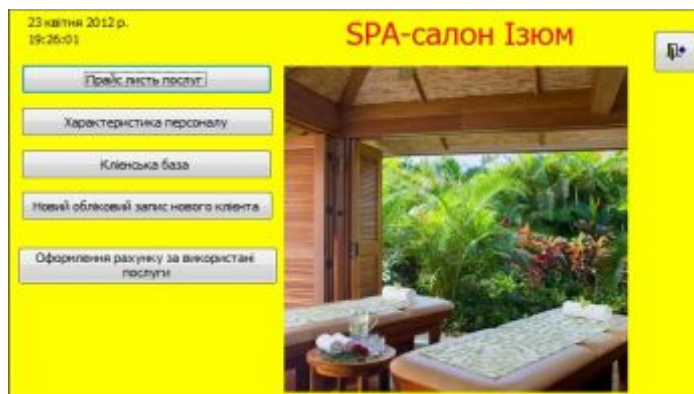 23 квітня 2012 р.
19:26:01
SPA-салон Ізюм
Прайс листь послуг
Характеристика персоналу
Клієнська база
Новий обліковий запис нового клієнта
Оформлення рахунку за використані
послуги